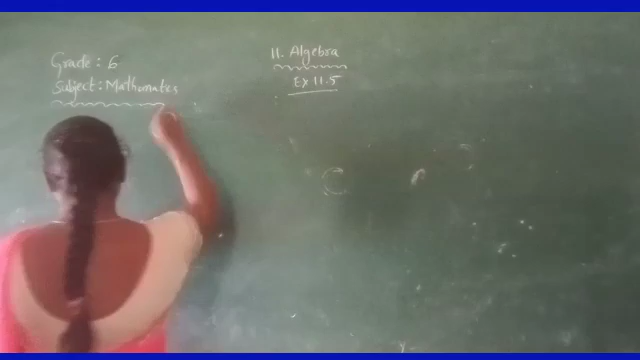 Grade : 6
Subject : Mathematics
11. Algebra
Ex 11.5